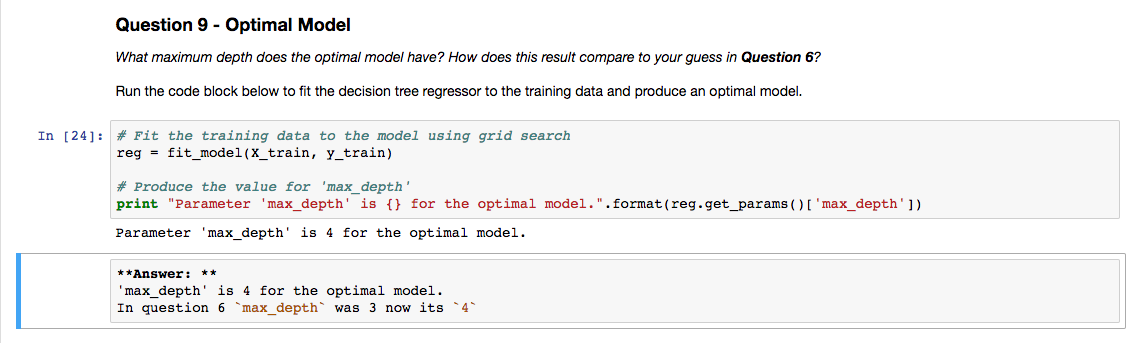 Question 9 - Optimal Model
What maximum depth does the optimal model have? How does this result compare to your guess in Question 6?
Run the code block below to fit the decision tree regressor to the training data and produce an optimal model.
In [24]: # Fit the training data to the model using grid search
reg = fit_model(X_train, y_train)
# Produce the value for 'max_depth'
print "Parameter 'max_depth' is {} for the optimal model.".format(reg.get_params()['max_depth'])
Parameter 'max_depth' is 4 for the optimal model.
**Answer: **
'max_depth' is 4 for the optimal model.
In question 6 `max_depth` was 3 now its `4`